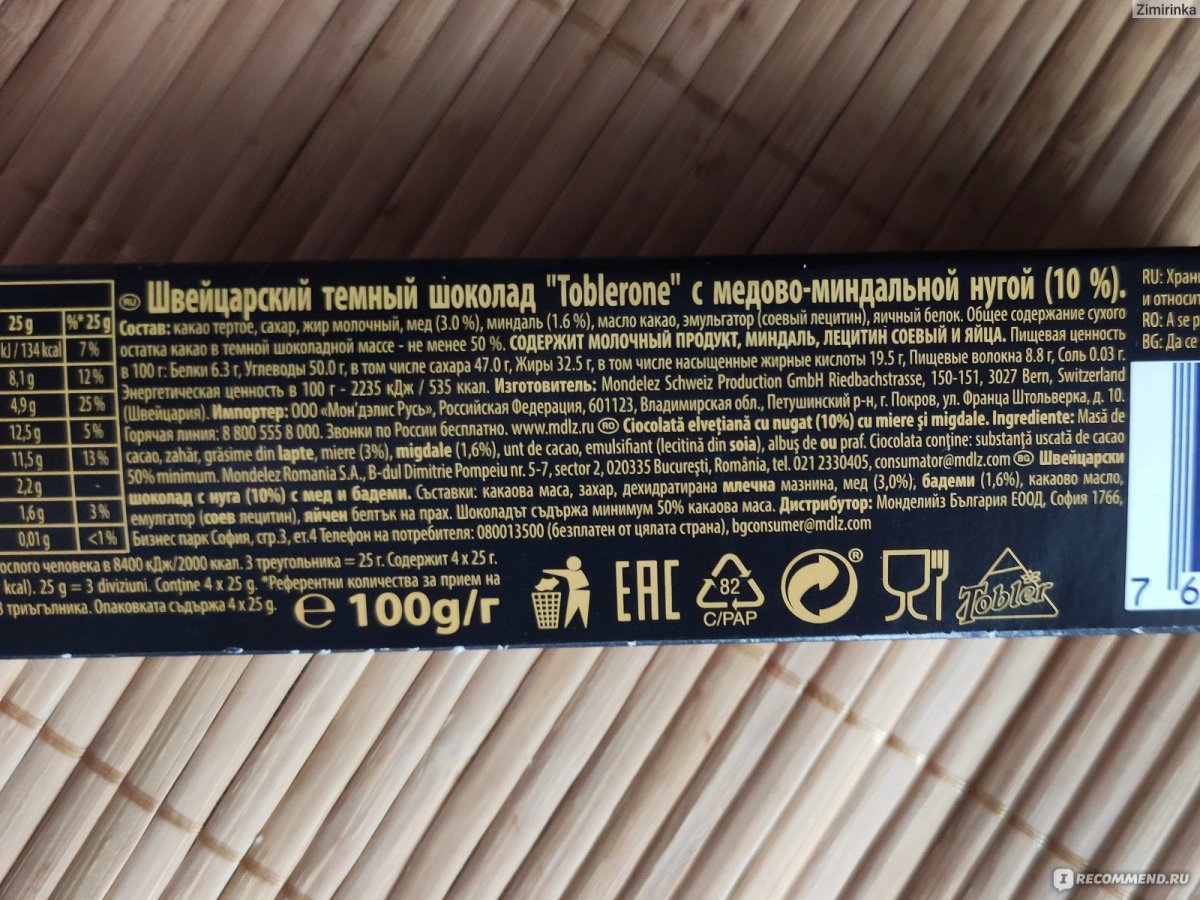 Zimirinka
25g %*25g
kJ / 134 kcal 7%
8,1g 12%
4,9g 25%
12,5g 5%
11,5g 13%
2,2g
1,6g 3%
0,01g <1%
RU Швейцарский темный шоколад "Toblerone" с медово-миндальной нугой (10 %).
Состав: какао тертое, сахар, жир молочный, мед (3.0 %), миндаль (1.6 %), масло какао, эмульгатор (соевый лецитин), яичный белок. Общее содержание сухого
остатка какао в темной шоколадной массе - не менее 50 %. СОДЕРЖИТ МОЛОЧНЫЙ ПРОДУКТ, МИНДАЛЬ, ЛЕЦИТИН СОЕВЫЙ И ЯЙЦА. Пищевая ценность
в 100 г: Белки 6.3 г, Углеводы 50.0 г, в том числе сахара 47.0 г, Жиры 32.5 г, в том числе насыщенные жирные кислоты 19.5 г, Пищевые волокна 8.8 г, Соль 0.03 г.
Энергетическая ценность в 100 г - 2235 кДж / 535 ккал. Изготовитель: Mondelez Schweiz Production GmbH Riedbachstrasse, 150-151, 3027 Bern, Switzerland
(Швейцария). Импортер: ООО «Мон'дэлис Русь», Российская Федерация, 601123, Владимирская обл., Петушинский р-н, г. Покров, ул. Франца Штольверка, д. 10.
Горячая линия: 8 800 555 8 000. Звонки по России бесплатно. www.mdlz.ru RO Ciocolată elvețiană cu nugat (10%) cu miere și migdale. Ingrediente: Masă de
cacao, zahăr, grăsime din lapte, miere (3%), migdale (1,6%), unt de cacao, emulsifiant (lecitină din soia), albuș de ou praf. Ciocolata conține: substanță uscată de cacao
50% minimum. Mondelez Romania S.A., B-dul Dimitrie Pompeiu nr. 5-7, sector 2, 020335 București, România, tel. 021 2330405, consumator@mdlz.com BG Швейцарски
шоколад с нуга (10%) с мед и бадеми. Съставки: какаова маса, захар, дехидратирана млечна мазнина, мед (3,0%), бадеми (1,6%), какаово масло,
емулгатор (соев лецитин), яйчен белтък на прах. Шоколадът съдържа минимум 50% какаова маса. Дистрибутор: Монделийз България ЕООД, София 1766,
Бизнес парк София, стр.3, ет.4 Телефон на потребителя: 080013500 (безплатен от цялата страна), bgconsumer@mdlz.com
рослого человека в 8400 кДж/2000 ккал. 3 треугольника = 25 г. Содержит 4 x 25 г.
kcal). 25 g = 3 diviziuni. Conține 4 x 25 g. *Референтни количества за прием на
3 триъгълника. Опаковката съдържа 4 x 25 g.
e 100g/г
EAC
82
C/PAP
®
Tobler
RU: Храни
и относи
RO: A se p
BG: Да се
7 6
IRECOMMEND.RU